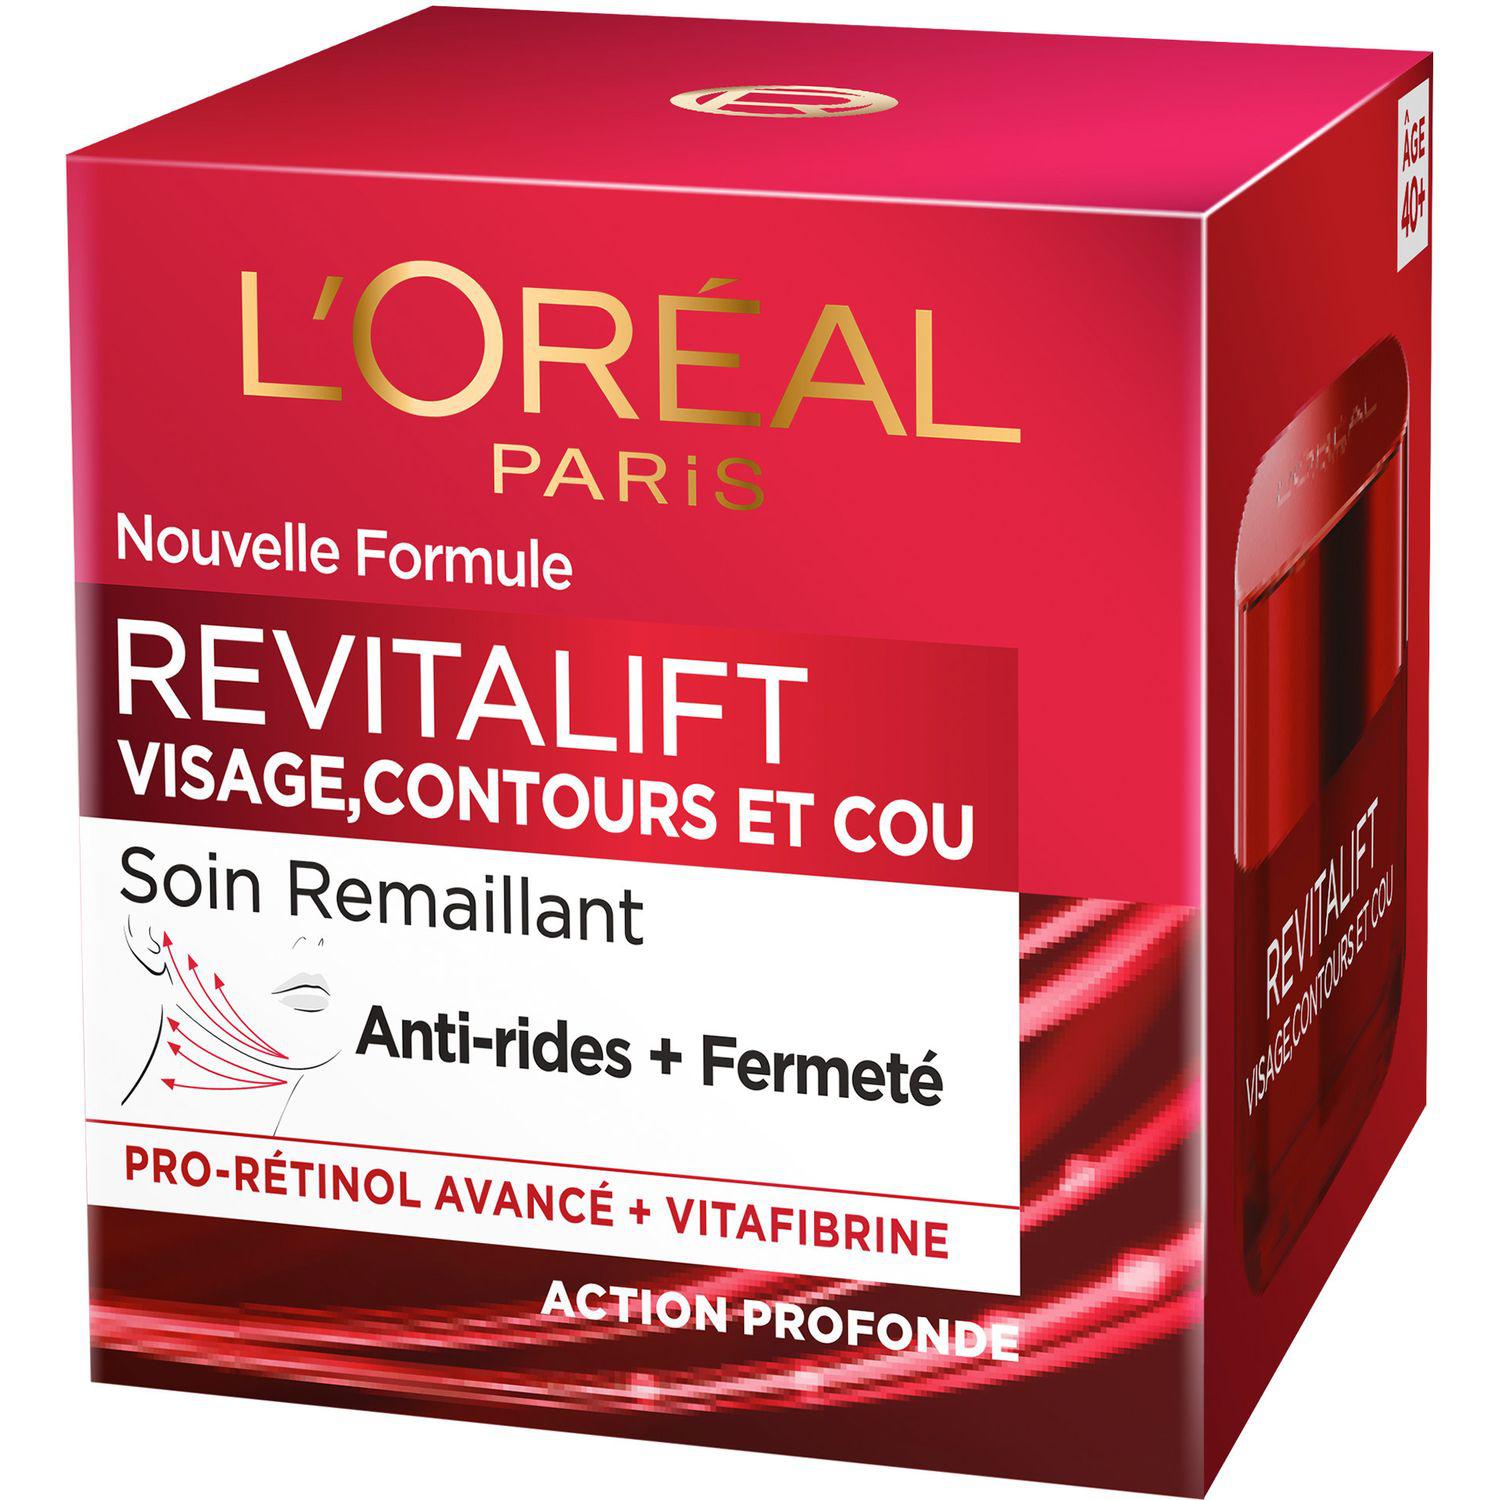 L'ORÉAL
PARiS
Nouvelle Formule
REVITALIFT
VISAGE,CONTOURS ET COU
Soin Remaillant
Anti-rides + Fermeté
PRO-RÉTINOL AVANCÉ + VITAFIBRINE
ACTION PROFONDE
ÂGE
40+
REVITALIFT
VISAGE,CONTOURS ET COU